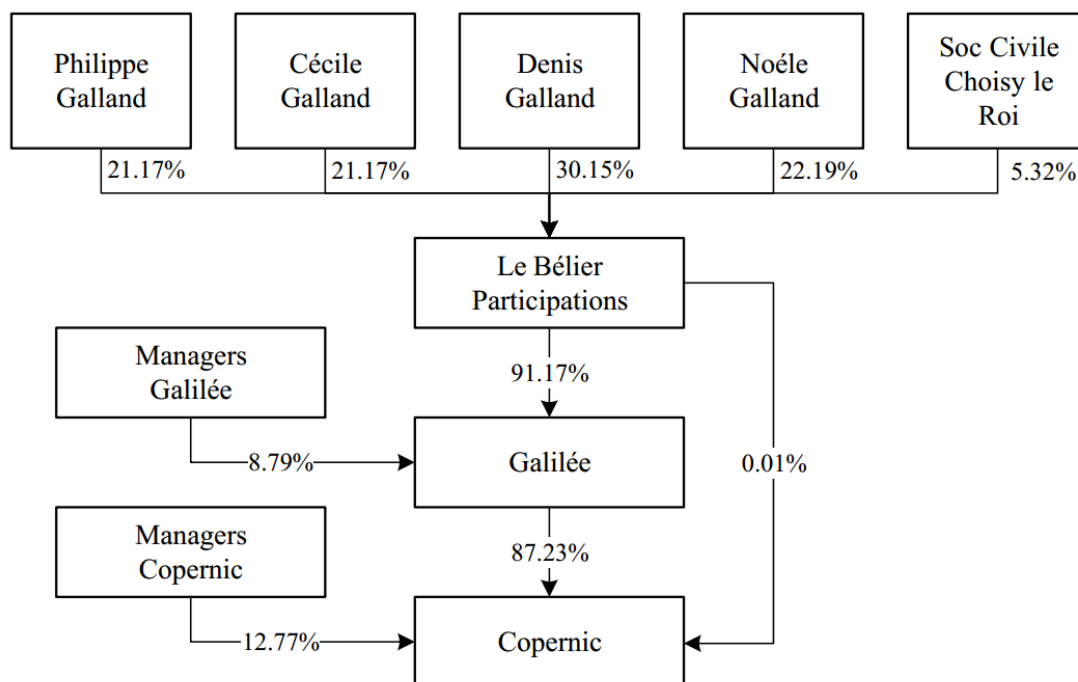 Philippe
Galland
Cécile
Galland
Denis
Galland
Noéle
Galland
Soc Civile
Choisy le
Roi
21.17%
21.17%
30.15%
22.19%
5.32%
Le Bélier
Participations
Managers
Galilée
91.17%
8.79%
Galilée
0.01%
Managers
Copernic
87.23%
12.77%
Copernic